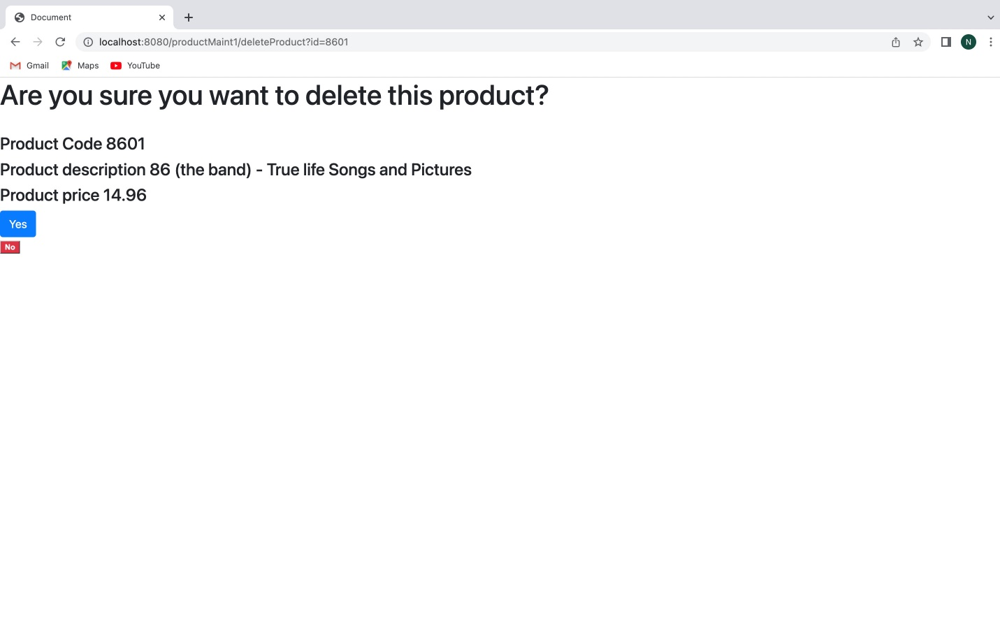 Document
localhost:8080/productMaint1/deleteProduct?id=8601
N
Gmail Maps YouTube
Are you sure you want to delete this product?
Product Code 8601
Product description 86 (the band) - True life Songs and Pictures
Product price 14.96
Yes
No